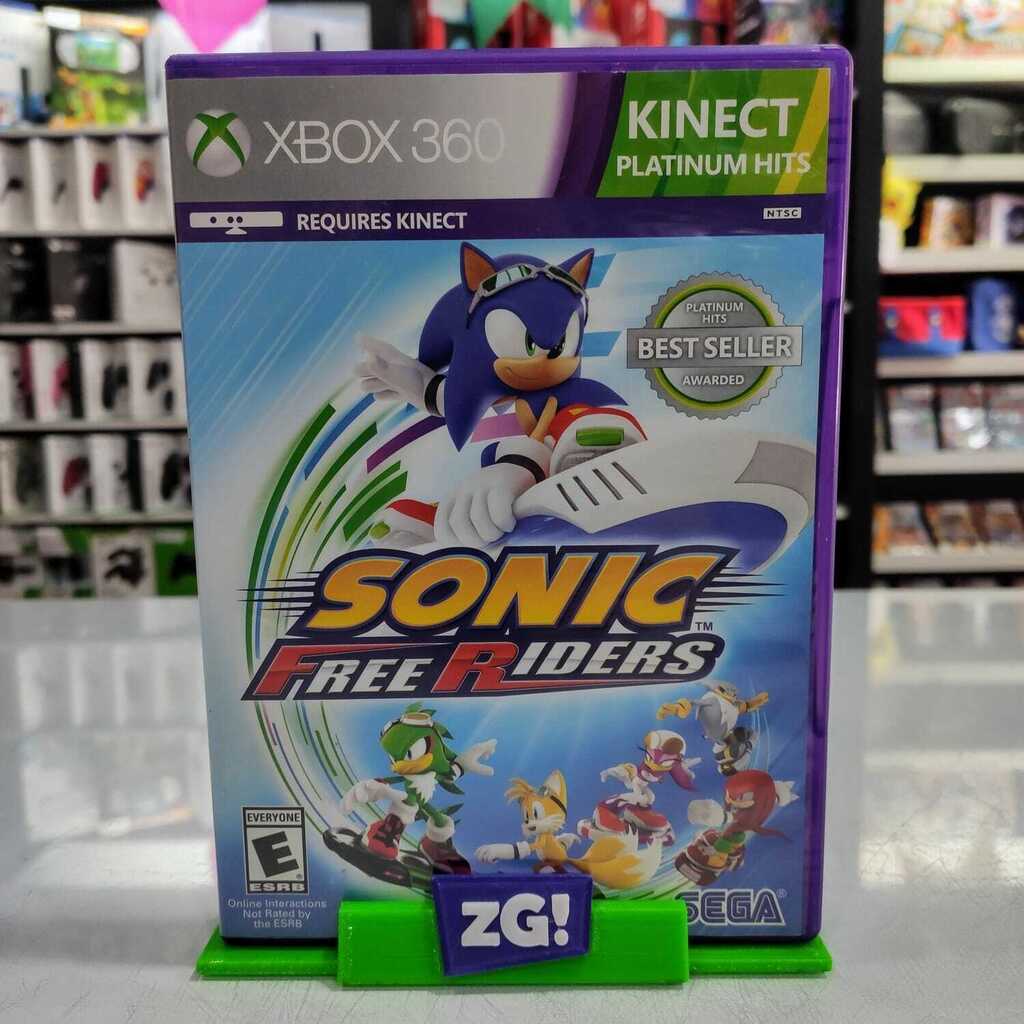 XBOX 360
KINECT
PLATINUM HITS
REQUIRES KINECT
NTSC
PLATINUM
HITS
BEST SELLER
AWARDED
SONIC
TM
FREE RIDERS
EVERYONE
E
ESRB
®
Online Interactions
Not Rated by
the ESRB
SEGA®
ZG!